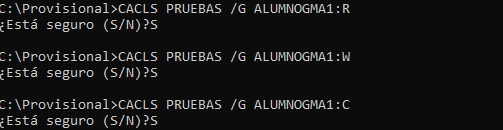 C:\Provisional>CACLS PRUEBAS /G ALUMNOGMA1:R
¿Está seguro (S/N)?S
C:\Provisional>CACLS PRUEBAS /G ALUMNOGMA1:W
¿Está seguro (S/N)?S
C:\Provisional>CACLS PRUEBAS /G ALUMNOGMA1:C
¿Está seguro (S/N)?S